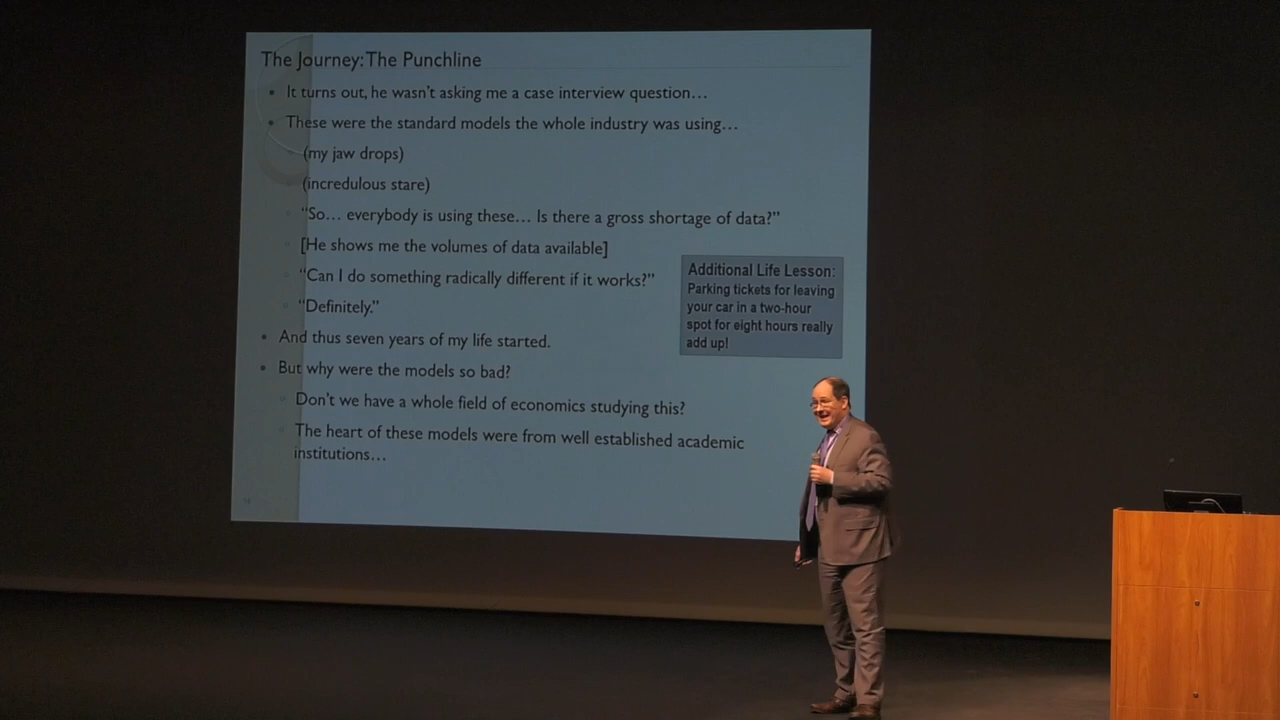 The Journey: The Punchline
• It turns out, he wasn't asking me a case interview question…
• These were the standard models the whole industry was using…
(my jaw drops)
(incredulous stare)
"So… everybody is using these… Is there a gross shortage of data?"
[He shows me the volumes of data available]
"Can I do something radically different if it works?"
"Definitely."
• And thus seven years of my life started.
• But why were the models so bad?
Don't we have a whole field of economics studying this?
The heart of these models were from well established academic
institutions…
Additional Life Lesson:
Parking tickets for leaving
your car in a two-hour
spot for eight hours really
add up!